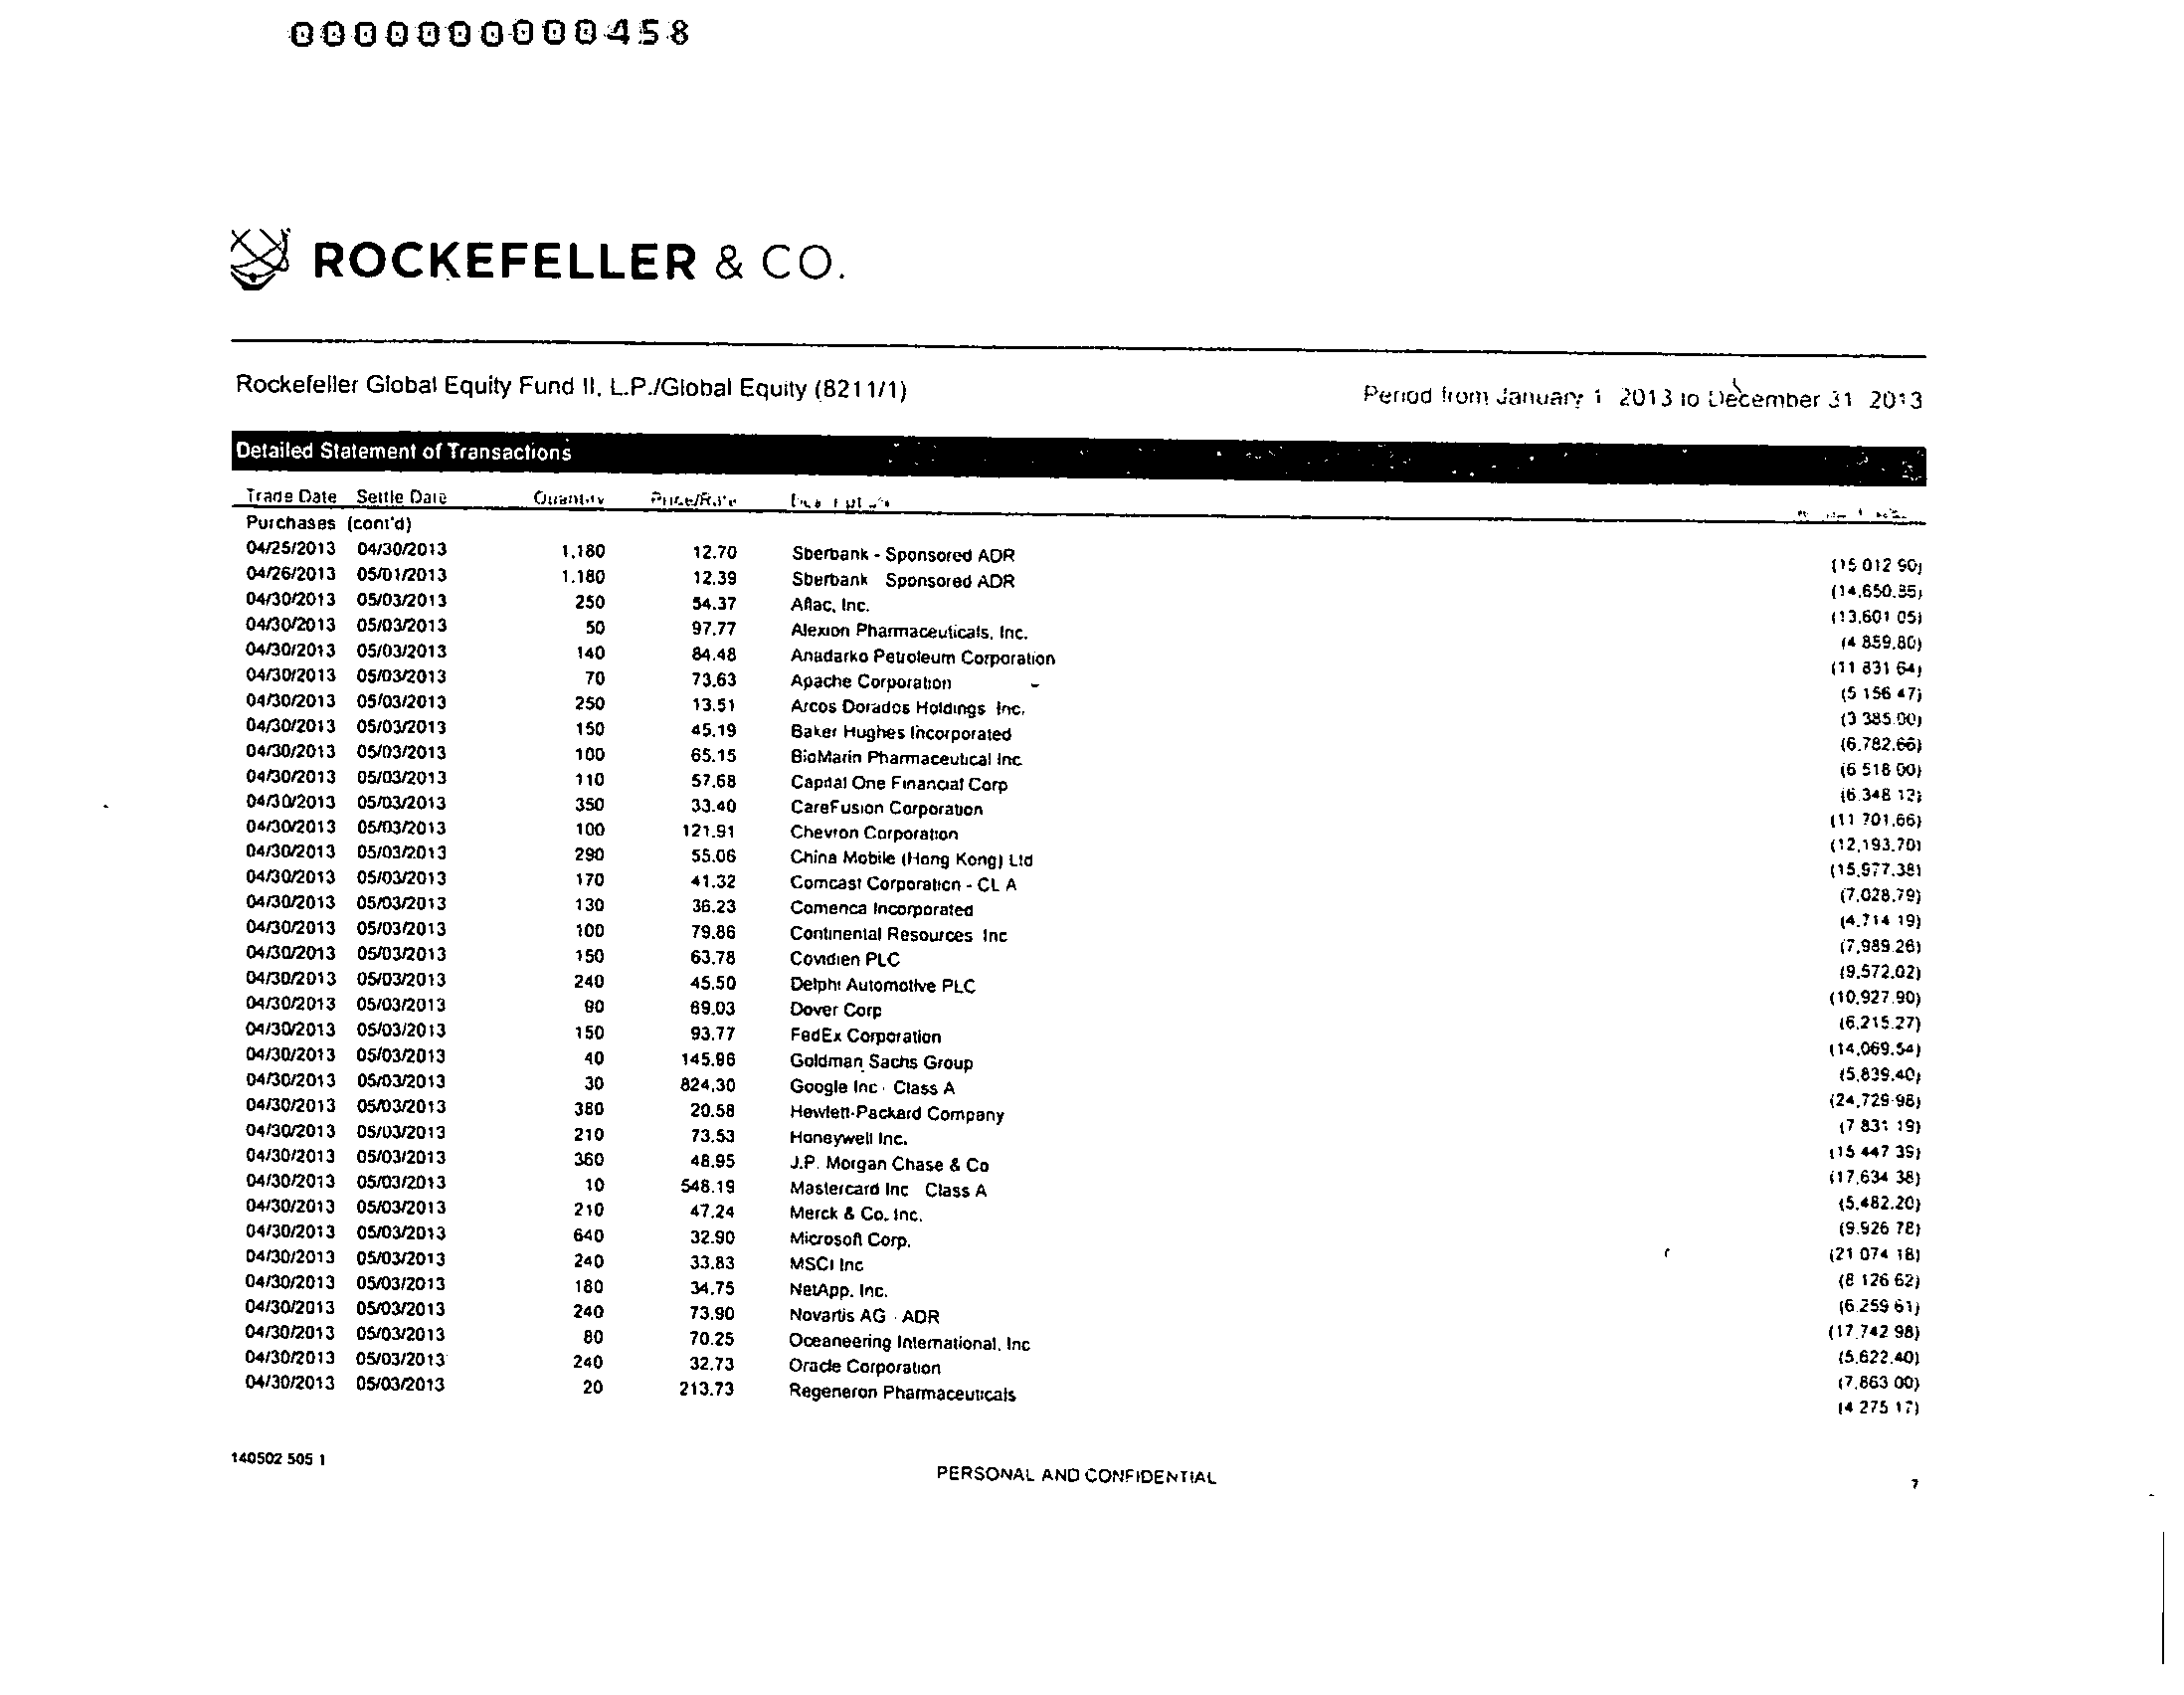 0000000000458
ROCKEFELLER & CO.
Rockefeller Global Equity Fund II, L.P./Global Equity (8211/1) Period from January 1 2013 to December 31 2013
Detailed Statement of Transactions
Trade Date Settle Date Quantity Price/Rate
Purchases (cont'd)
04/25/2013 04/30/2013 1,180 12.70 Sberbank - Sponsored ADR (15 012 90)
04/26/2013 05/01/2013 1.180 12.39 Sberbank Sponsored ADR (14,650.35)
04/30/2013 05/03/2013 250 54.37 Aflac, Inc. (13,601 05)
04/30/2013 05/03/2013 50 97.77 Alexion Pharmaceuticals, Inc. (4 889.80)
04/30/2013 05/03/2013 140 84.48 Anadarko Petroleum Corporation (11 831 64)
04/30/2013 05/03/2013 70 73.63 Apache Corporation (5 156 47)
04/30/2013 05/03/2013 250 13.51 Arcos Dorados Holdings Inc. (3 385.00)
04/30/2013 05/03/2013 150 45.19 Baker Hughes Incorporated (6,782.66)
04/30/2013 05/03/2013 100 65.15 BioMarin Pharmaceutical Inc (6 518 00)
04/30/2013 05/03/2013 110 57.68 Capital One Financial Corp (6.348 12)
04/30/2013 05/03/2013 350 33.40 CareFusion Corporation (11 701.66)
04/30/2013 05/03/2013 100 121.91 Chevron Corporation (12,193.70)
04/30/2013 05/03/2013 290 55.06 China Mobile (Hong Kong) Ltd (15,977.38)
04/30/2013 05/03/2013 170 41.32 Comcast Corporation - CL A (7,028.79)
04/30/2013 05/03/2013 130 36.23 Comerica Incorporated (4,714 19)
04/30/2013 05/03/2013 100 79.86 Continental Resources Inc (7,989 26)
04/30/2013 05/03/2013 150 63.78 Covidien PLC (9,572.02)
04/30/2013 05/03/2013 240 45.50 Delphi Automotive PLC (10,927.90)
04/30/2013 05/03/2013 90 69.03 Dover Corp (6,215.27)
04/30/2013 05/03/2013 150 93.77 FedEx Corporation (14,069.54)
04/30/2013 05/03/2013 40 145.96 Goldman Sachs Group (5,839.40)
04/30/2013 05/03/2013 30 824.30 Google Inc - Class A (24,729.98)
04/30/2013 05/03/2013 380 20.58 Hewlett-Packard Company (7 831 19)
04/30/2013 05/03/2013 210 73.53 Honeywell Inc. (15 447 39)
04/30/2013 05/03/2013 360 48.95 J.P. Morgan Chase & Co (17,634 38)
04/30/2013 05/03/2013 10 548.19 Mastercard Inc Class A (5,482.20)
04/30/2013 05/03/2013 210 47.24 Merck & Co. Inc. (9.926 78)
04/30/2013 05/03/2013 640 32.90 Microsoft Corp. (21 074 18)
04/30/2013 05/03/2013 240 33.83 MSCI Inc (8 126 62)
04/30/2013 05/03/2013 180 34.75 NetApp, Inc. (6.259 61)
04/30/2013 05/03/2013 240 73.90 Novartis AG - ADR (17,742 98)
04/30/2013 05/03/2013 80 70.25 Oceaneering International, Inc (5,622.40)
04/30/2013 05/03/2013 240 32.73 Oracle Corporation (7,863 00)
04/30/2013 05/03/2013 20 213.73 Regeneron Pharmaceuticals (4 275 17)
140502 505 1 PERSONAL AND CONFIDENTIAL 7